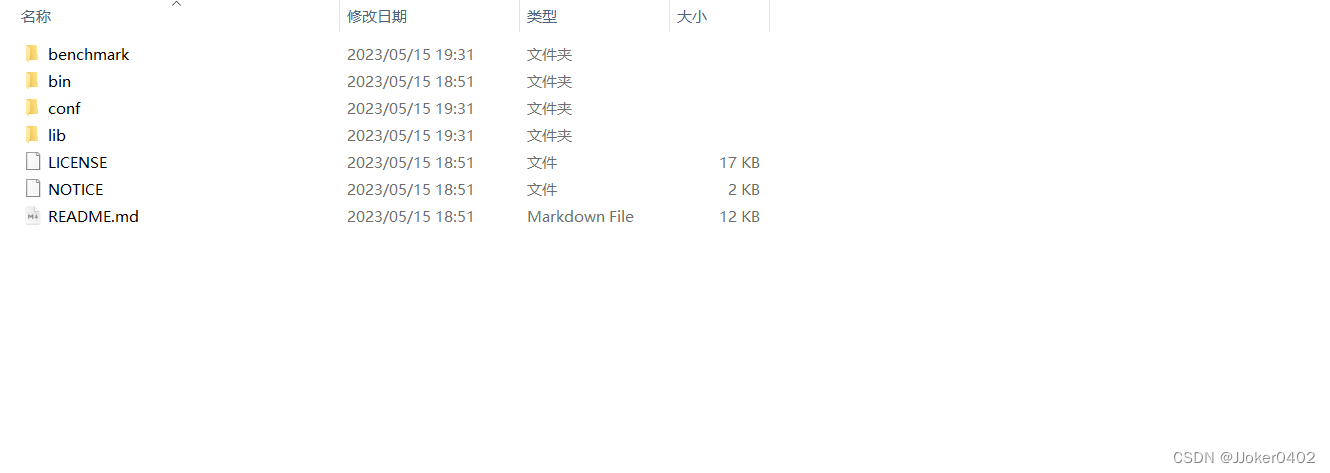 名称 修改日期 类型 大小
benchmark 2023/05/15 19:31 文件夹
bin 2023/05/15 18:51 文件夹
conf 2023/05/15 19:31 文件夹
lib 2023/05/15 19:31 文件夹
LICENSE 2023/05/15 18:51 文件 17 KB
NOTICE 2023/05/15 18:51 文件 2 KB
README.md 2023/05/15 18:51 Markdown File 12 KB
CSDN @JJoker0402